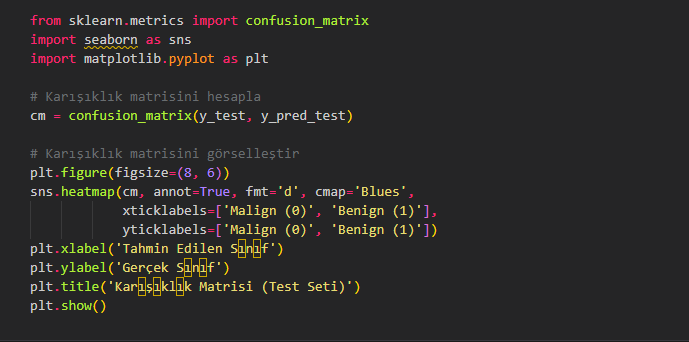 from sklearn.metrics import confusion_matrix
import seaborn as sns
import matplotlib.pyplot as plt
# Karışıklık matrisini hesapla
cm = confusion_matrix(y_test, y_pred_test)
# Karışıklık matrisini görselleştir
plt.figure(figsize=(8, 6))
sns.heatmap(cm, annot=True, fmt='d', cmap='Blues',
            xticklabels=['Malign (0)', 'Benign (1)'],
            yticklabels=['Malign (0)', 'Benign (1)'])
plt.xlabel('Tahmin Edilen Sınıf')
plt.ylabel('Gerçek Sınıf')
plt.title('Karışıklık Matrisi (Test Seti)')
plt.show()